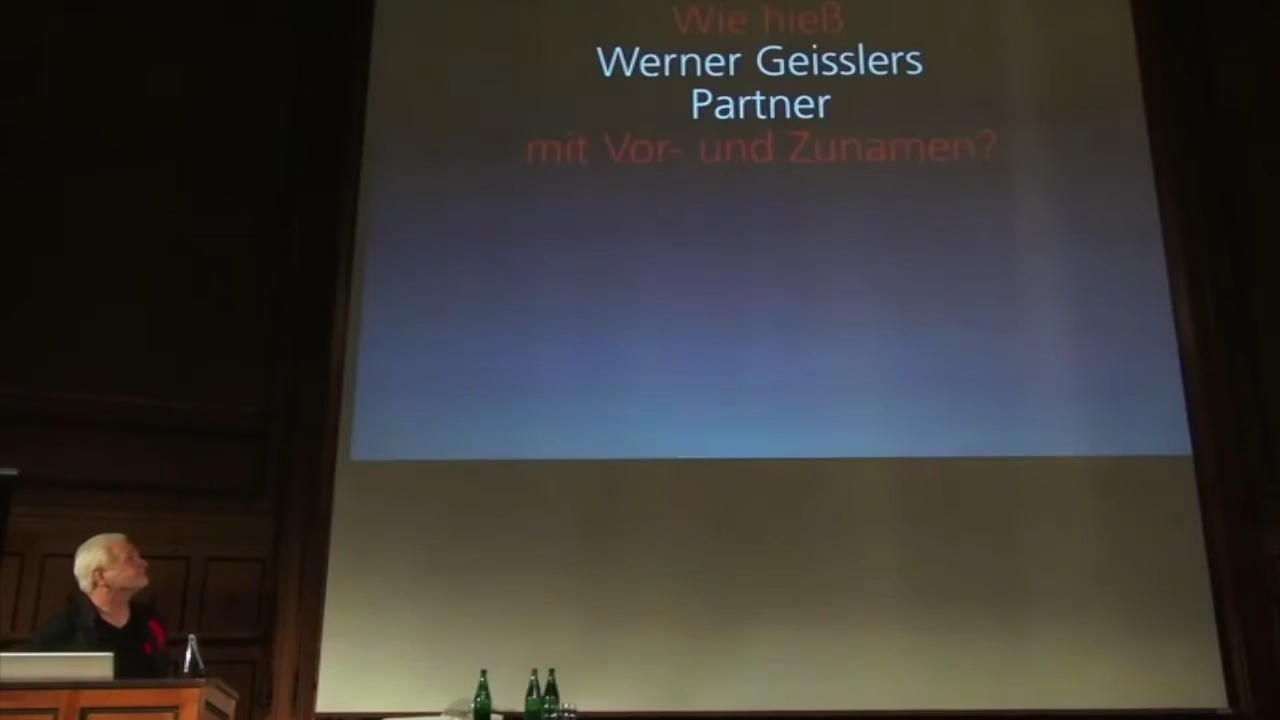 Wie hieß
Werner Geisslers
Partner
mit Vor- und Zunamen?